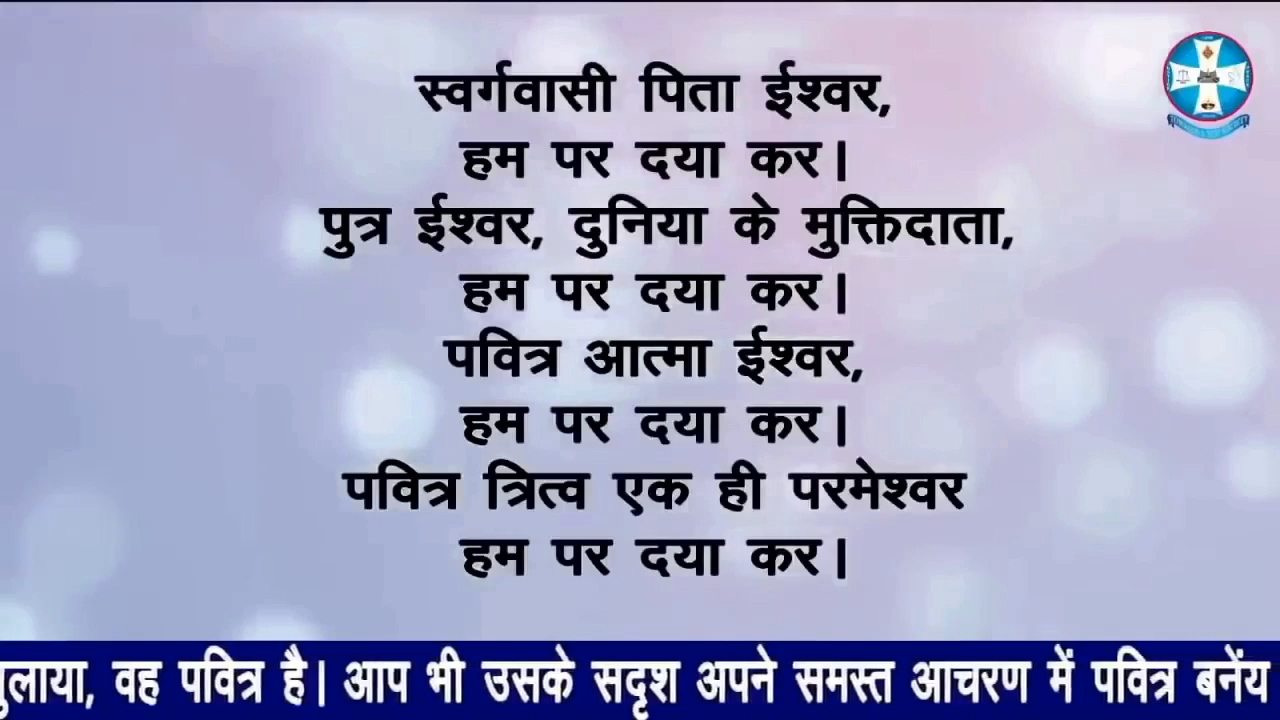 स्वर्गवासी पिता ईश्वर,
हम पर दया कर।
पुत्र ईश्वर, दुनिया के मुक्तिदाता,
हम पर दया कर।
पवित्र आत्मा ईश्वर,
हम पर दया कर।
पवित्र त्रित्व एक ही परमेश्वर
हम पर दया कर।
वह पवित्र है। आप भी उसके सदृश अपने समस्त आचरण में पवित्र बनेंय